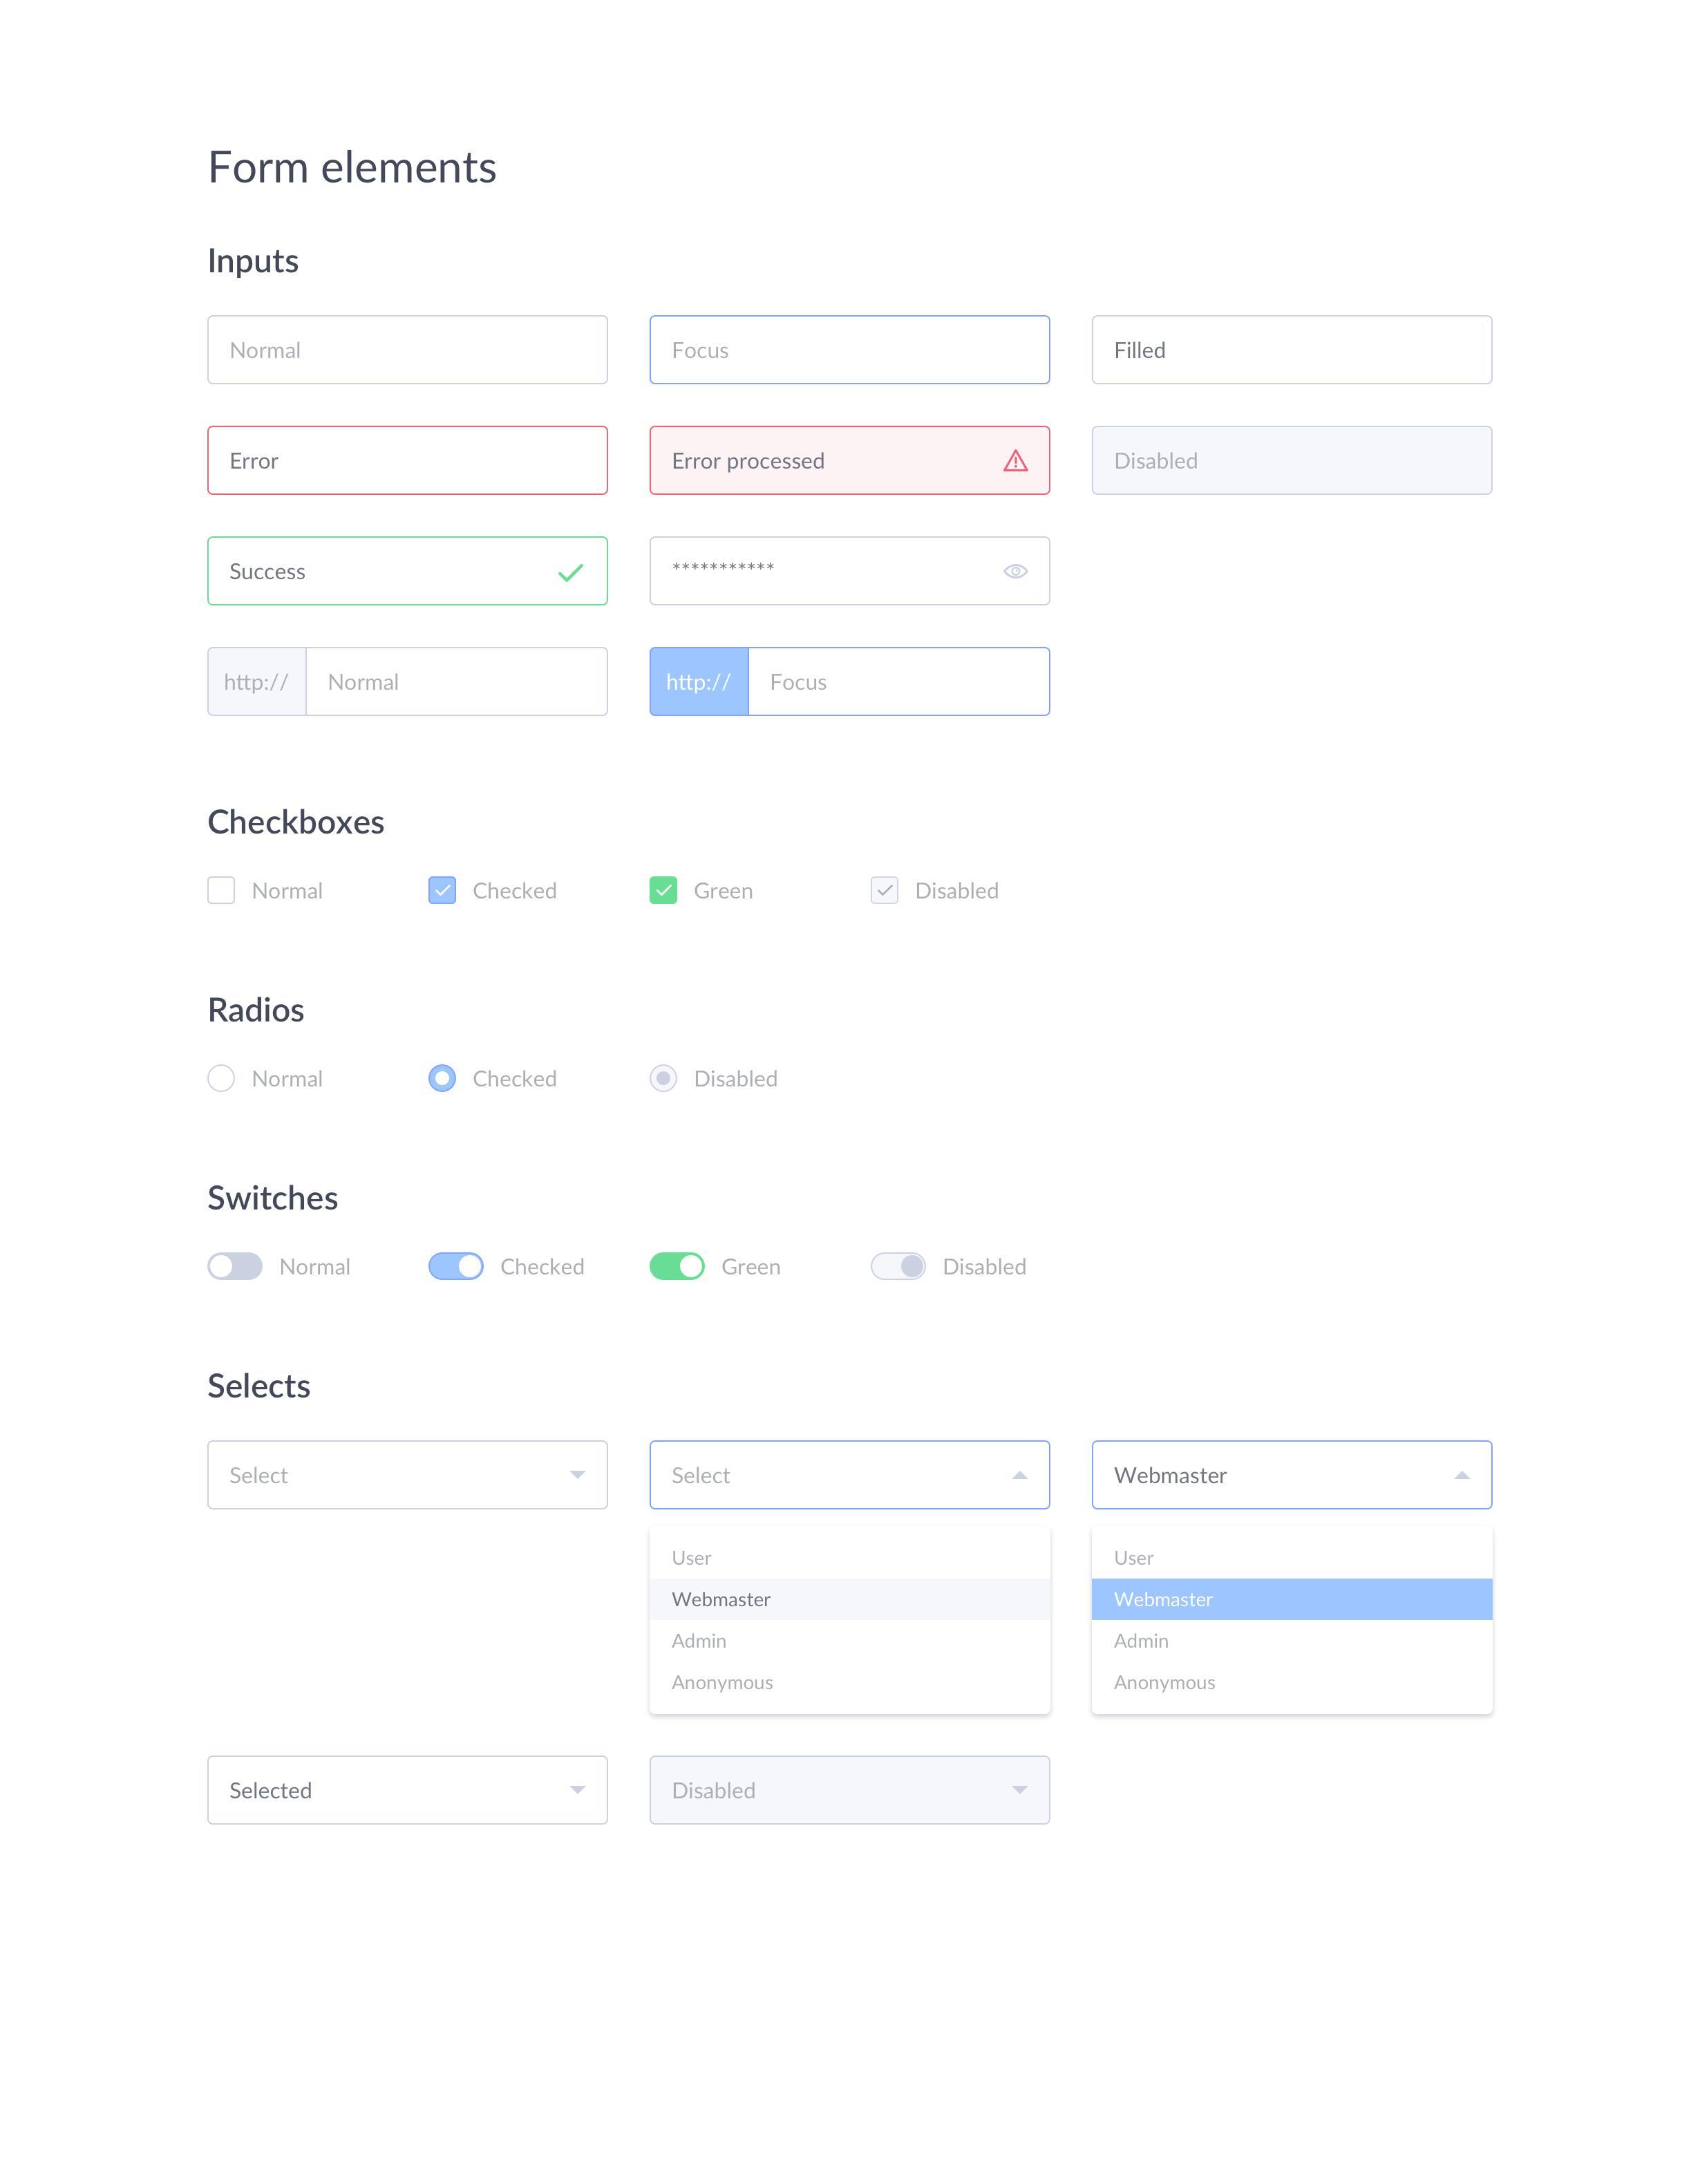 Form elements
Inputs
Normal Focus Filled
Error Error processed Disabled
Success ***********
http:// Normal http:// Focus
Checkboxes
Normal Checked Green Disabled
Radios
Normal Checked Disabled
Switches
Normal Checked Green Disabled
Selects
Select Select Webmaster
User User
Webmaster Webmaster
Admin Admin
Anonymous Anonymous
Selected Disabled